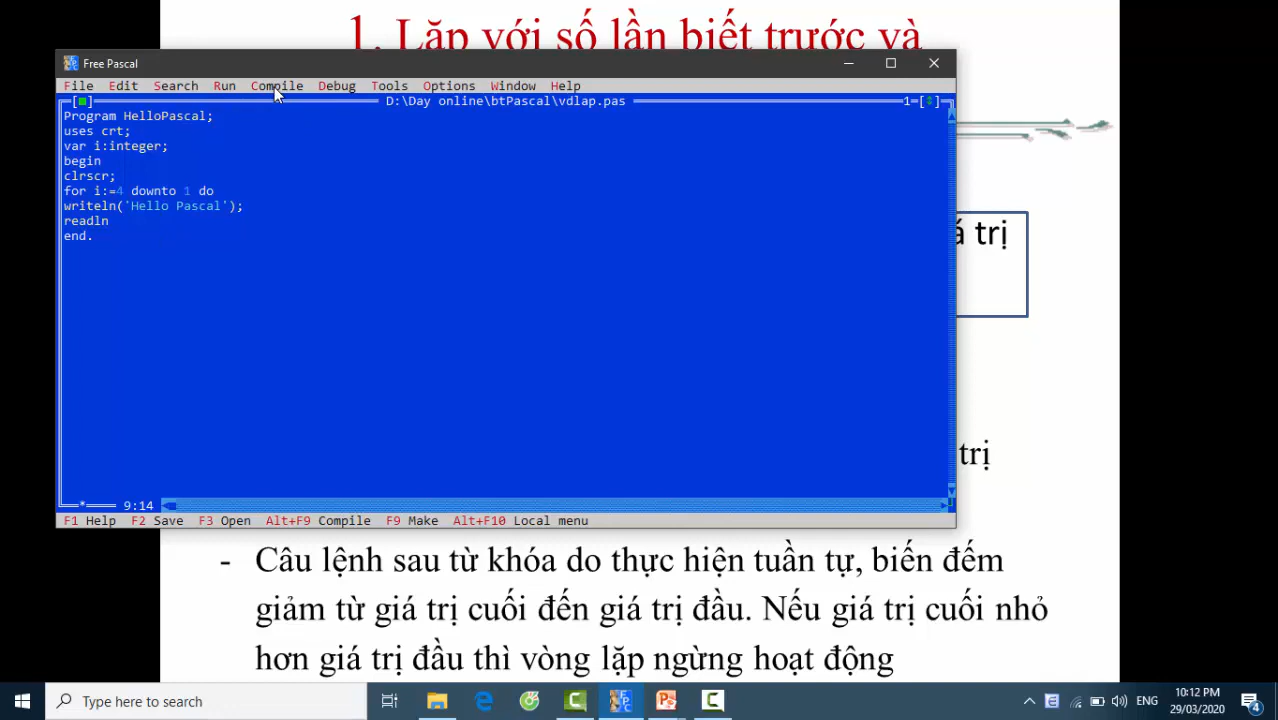 1. Lặp với số lần biết trước và
Free Pascal
File Edit Search Run Compile Debug Tools Options Window Help
D:\Day online\btPascal\vdlap.pas 1
Program HelloPascal;
uses crt;
var i:integer;
begin
clrscr;
for i:=4 downto 1 do
writeln('Hello Pascal');
readln
end.
9:14
F1 Help F2 Save F3 Open Alt+F9 Compile F9 Make Alt+F10 Local menu
á trị
trị
- Câu lệnh sau từ khóa do thực hiện tuần tự, biến đếm
giảm từ giá trị cuối đến giá trị đầu. Nếu giá trị cuối nhỏ
hơn giá trị đầu thì vòng lặp ngừng hoạt động
Type here to search
ENG
10:12 PM
29/03/2020
4